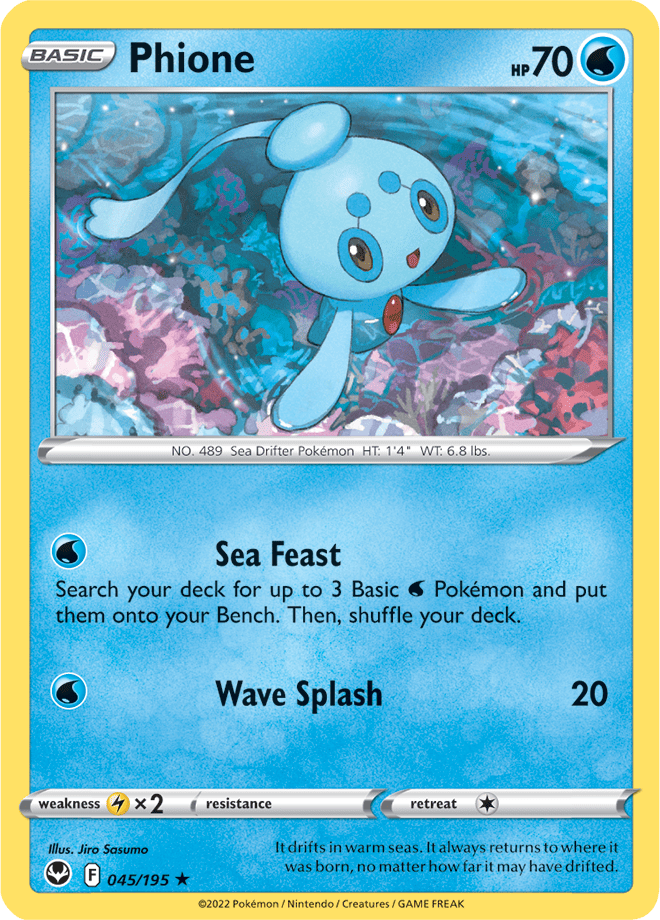 BASIC Phione HP70
NO. 489 Sea Drifter Pokémon HT: 1'4" WT: 6.8 lbs.
Sea Feast
Search your deck for up to 3 Basic Pokémon and put
them onto your Bench. Then, shuffle your deck.
Wave Splash 20
weakness ×2 resistance retreat
Illus. Jiro Sasumo
It drifts in warm seas. It always returns to where it
was born, no matter how far it may have drifted.
F 045/195 ★
©2022 Pokémon / Nintendo / Creatures / GAME FREAK